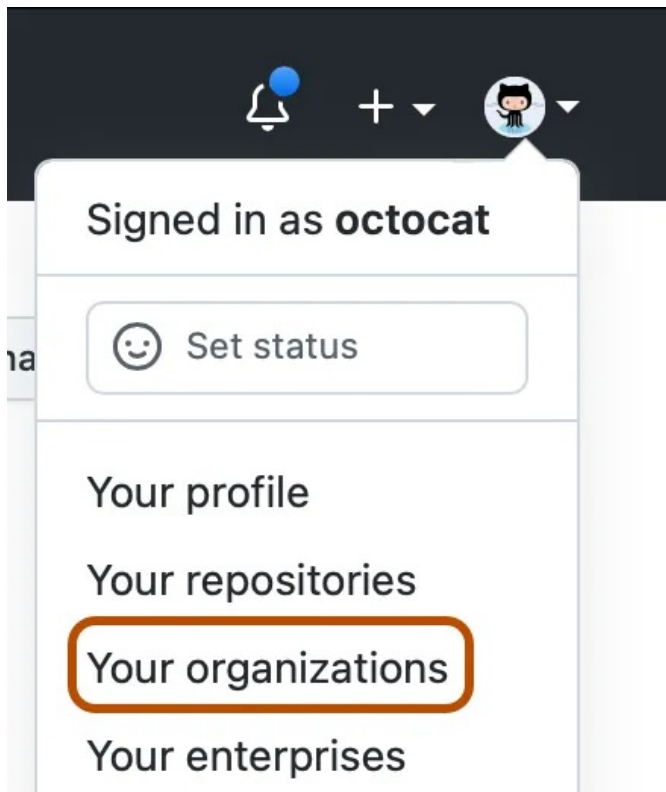 Signed in as octocat
Set status
Your profile
Your repositories
Your organizations
Your enterprises